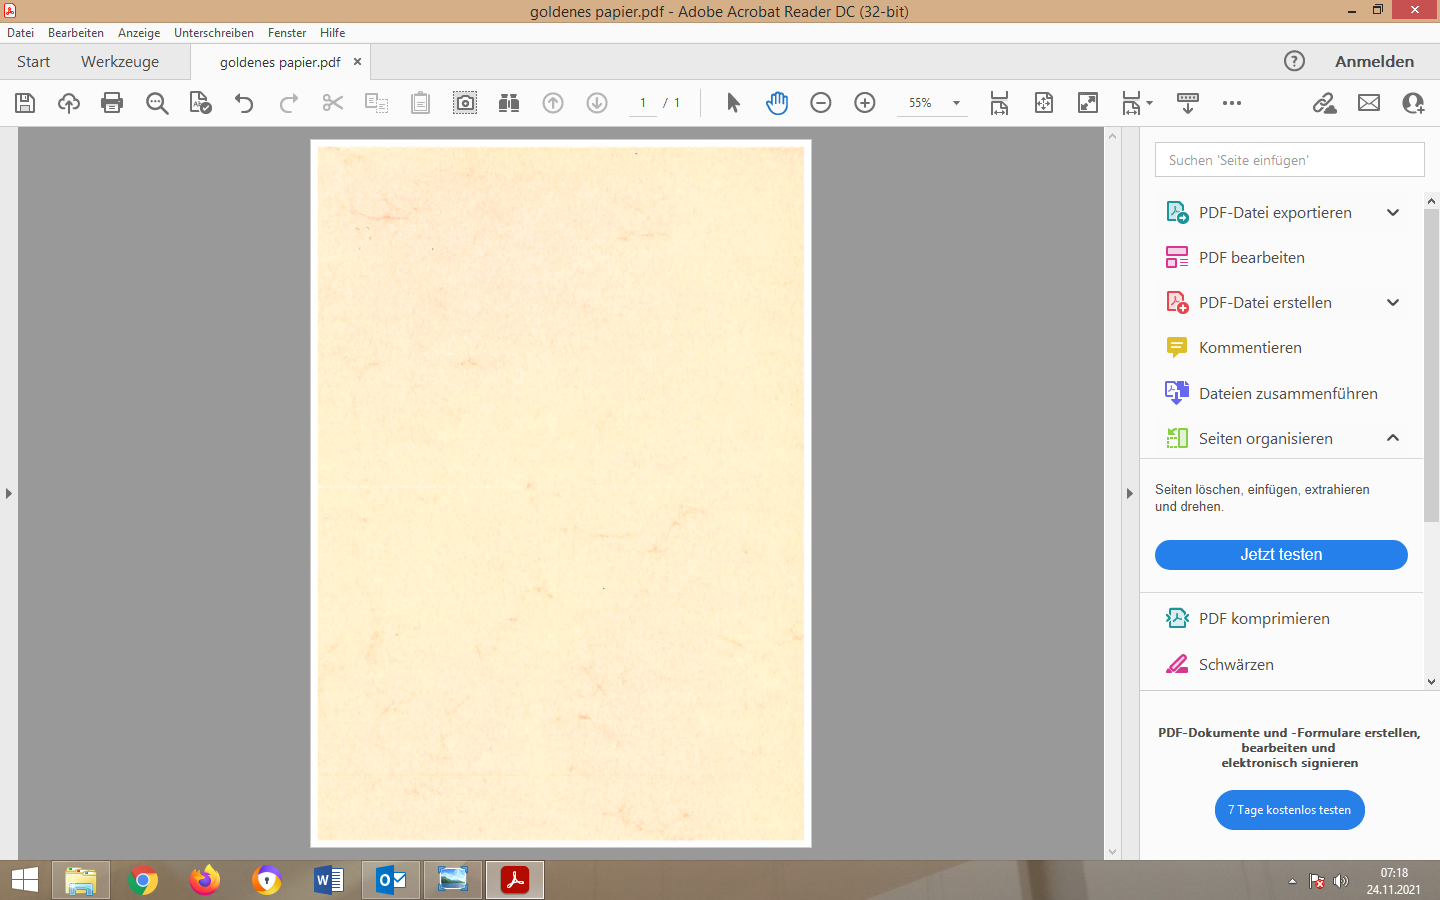 goldenes papier.pdf - Adobe Acrobat Reader DC (32-bit)
Datei Bearbeiten Anzeige Unterschreiben Fenster Hilfe
Start Werkzeuge goldenes papier.pdf × Anmelden
1 / 1 55%
Suchen 'Seite einfügen'
PDF-Datei exportieren
PDF bearbeiten
PDF-Datei erstellen
Kommentieren
Dateien zusammenführen
Seiten organisieren
Seiten löschen, einfügen, extrahieren
und drehen.
Jetzt testen
PDF komprimieren
Schwärzen
PDF-Dokumente und -Formulare erstellen,
bearbeiten und
elektronisch signieren
7 Tage kostenlos testen
07:18
24.11.2021